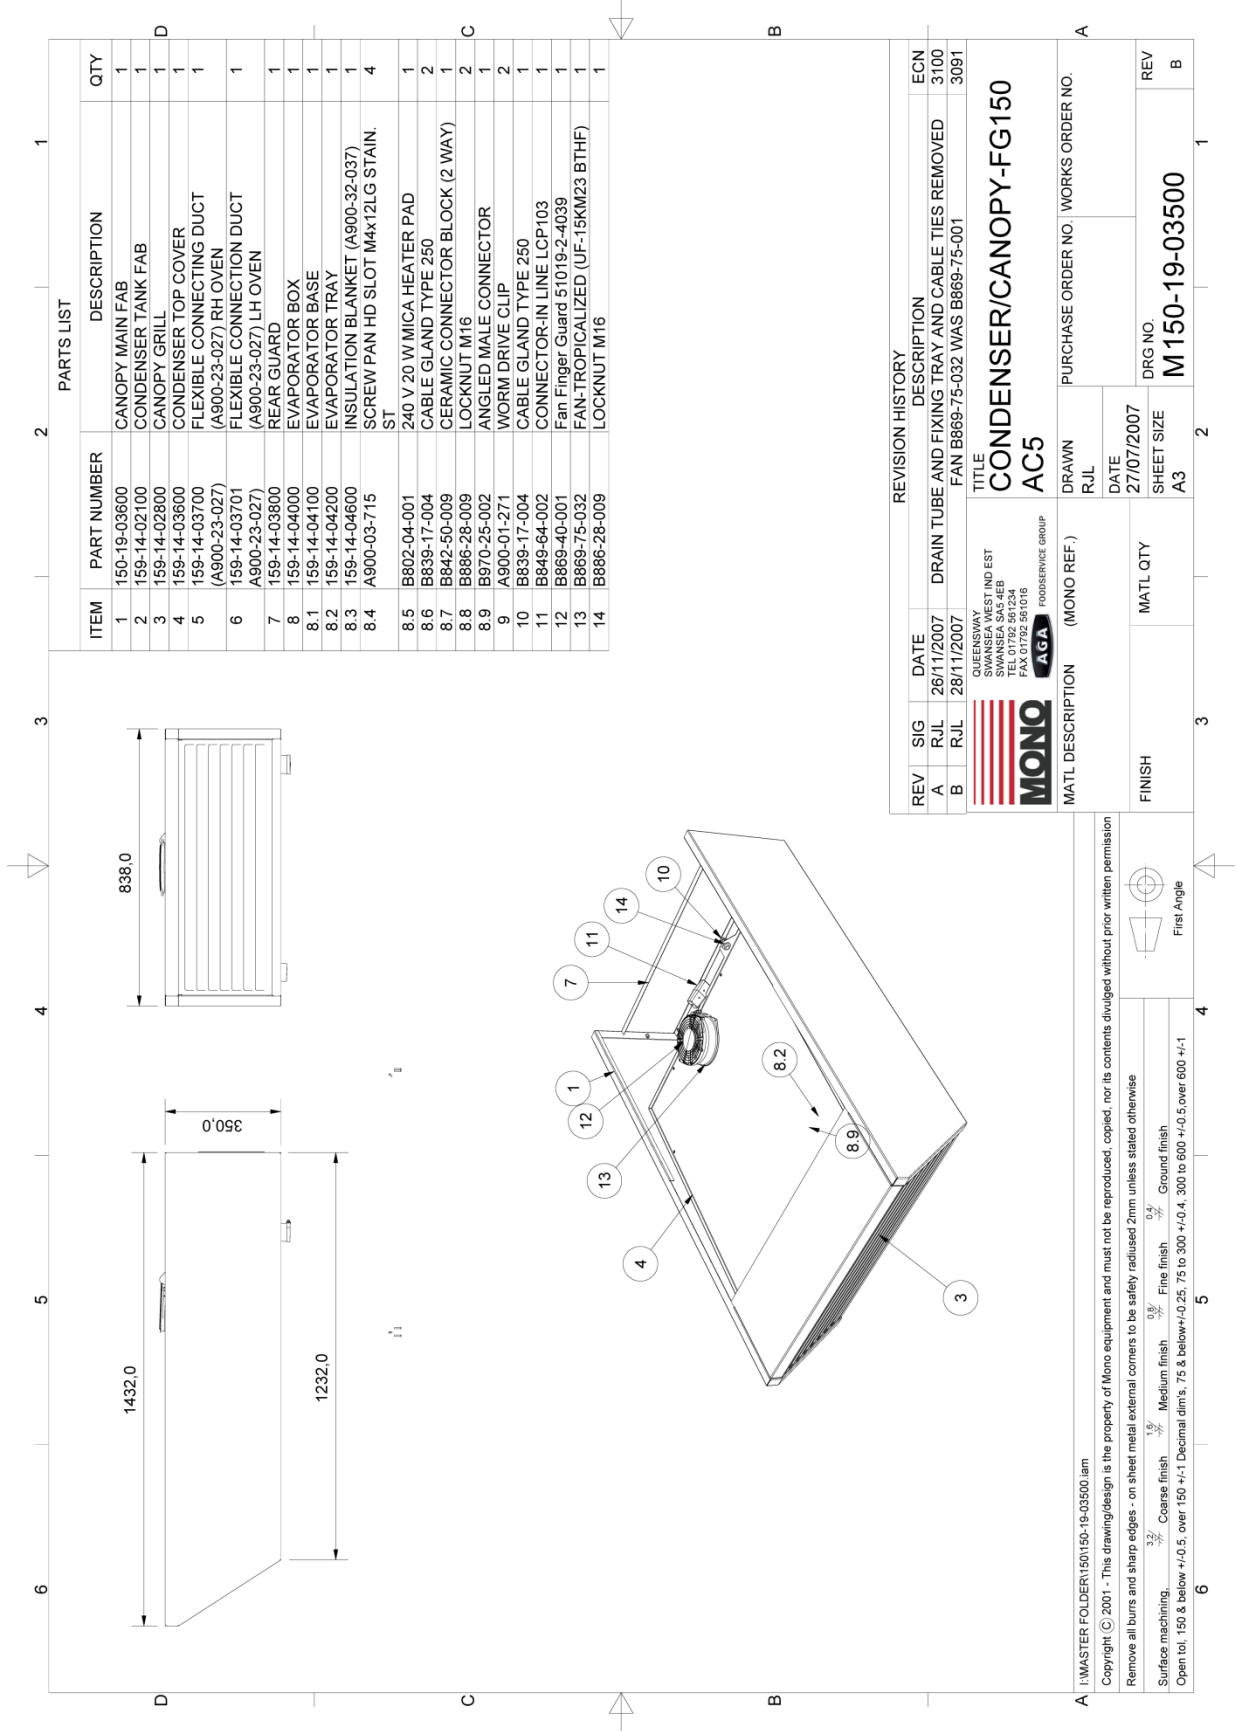 PARTS LIST
ITEM PART NUMBER DESCRIPTION QTY
1 150-19-03600 CANOPY MAIN FAB 1
2 159-14-02100 CONDENSER TANK FAB 1
3 159-14-02800 CANOPY GRILL 1
4 159-14-03600 CONDENSER TOP COVER 1
5 159-14-03700 FLEXIBLE CONNECTING DUCT 1
(A900-23-027) (A900-23-027) RH OVEN
6 159-14-03701 FLEXIBLE CONNECTION DUCT 1
A900-23-027) (A900-23-027) LH OVEN
7 159-14-03800 REAR GUARD 1
8 159-14-04000 EVAPORATOR BOX 1
8.1 159-14-04100 EVAPORATOR BASE 1
8.2 159-14-04200 EVAPORATOR TRAY 1
8.3 159-14-04600 INSULATION BLANKET (A900-32-037) 1
8.4 A900-03-715 SCREW PAN HD SLOT M4x12LG STAIN. 4
ST
8.5 B802-04-001 240 V 20 W MICA HEATER PAD 1
8.6 B839-17-004 CABLE GLAND TYPE 250 2
8.7 B842-50-009 CERAMIC CONNECTOR BLOCK (2 WAY) 1
8.8 B886-28-009 LOCKNUT M16 2
8.9 B970-25-002 ANGLED MALE CONNECTOR 1
9 A900-01-271 WORM DRIVE CLIP 2
10 B839-17-004 CABLE GLAND TYPE 250 1
11 B849-64-002 CONNECTOR-IN LINE LCP103 1
12 B869-40-001 Fan Finger Guard 51019-2-4039 1
13 B869-75-032 FAN-TROPICALIZED (UF-15KM23 BTHF) 1
14 B886-28-009 LOCKNUT M16 1
1432,0
350,0
1232,0
838,0
1
12
13
4
3
8.9
8.2
7
11
14
10
REVISION HISTORY
REV SIG DATE DESCRIPTION ECN
A RJL 26/11/2007 DRAIN TUBE AND FIXING TRAY AND CABLE TIES REMOVED 3100
B RJL 28/11/2007 FAN B869-75-032 WAS B869-75-001 3091
MONO
QUEENSWAY
SWANSEA WEST IND EST
SWANSEA SA5 4EB
TEL 01792 561234
FAX 01792 561016
AGA FOODSERVICE GROUP
TITLE
CONDENSER/CANOPY-FG150
AC5
MATL DESCRIPTION (MONO REF.)
DRAWN
RJL
PURCHASE ORDER NO.
WORKS ORDER NO.
DATE
27/07/2007
FINISH
MATL QTY
SHEET SIZE
A3
DRG NO.
M150-19-03500
REV
B
I:\MASTER FOLDER\150\150-19-03500.iam
Copyright (C) 2001 - This drawing/design is the property of Mono equipment and must not be reproduced, copied, nor its contents divulged without prior written permission
Remove all burrs and sharp edges - on sheet metal external corners to be safety radiused 2mm unless stated otherwise
Surface machining, 3.2/ Coarse finish 1.6/ Medium finish 0.8/ Fine finish 0.4/ Ground finish
Open tol, 150 & below +/-0.5, over 150 +/-1 Decimal dim's, 75 & below+/-0.25, 75 to 300 +/-0.4, 300 to 600 +/-0.5,over 600 +/-1
First Angle
6 5 4 3 2 1
6 5 4 3 2 1
D C B A
D C B A